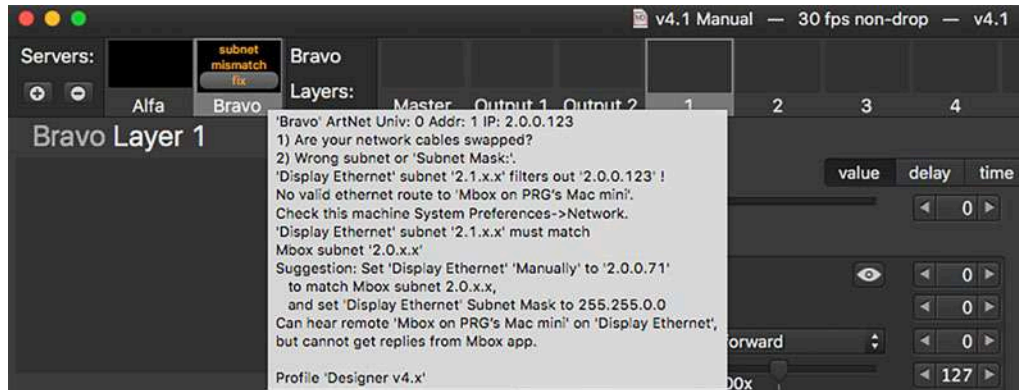 v4.1 Manual — 30 fps non-drop — v4.1
Servers:
subnet
mismatch
fix
Alfa
Bravo
Bravo
Layers:
Master Output 1 Output 2 1 2 3 4
Bravo Layer 1
'Bravo' ArtNet Univ: 0 Addr: 1 IP: 2.0.0.123
1) Are your network cables swapped?
2) Wrong subnet or 'Subnet Mask:'.
'Display Ethernet' subnet '2.1.x.x' filters out '2.0.0.123' !
No valid ethernet route to 'Mbox on PRG's Mac mini'.
Check this machine System Preferences->Network.
'Display Ethernet' subnet '2.1.x.x' must match
Mbox subnet '2.0.x.x'
Suggestion: Set 'Display Ethernet' 'Manually' to '2.0.0.71'
to match Mbox subnet 2.0.x.x,
and set 'Display Ethernet' Subnet Mask to 255.255.0.0
Can hear remote 'Mbox on PRG's Mac mini' on 'Display Ethernet',
but cannot get replies from Mbox app.
Profile 'Designer v4.x'
value delay time
0
0
0
orward 0
00x 127